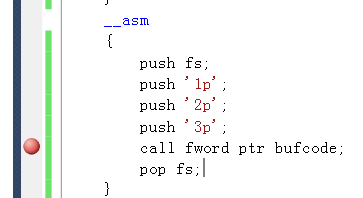 }
__asm
{
push fs;
push '1p';
push '2p';
push '3p';
call fword ptr bufcode;
pop fs;
}